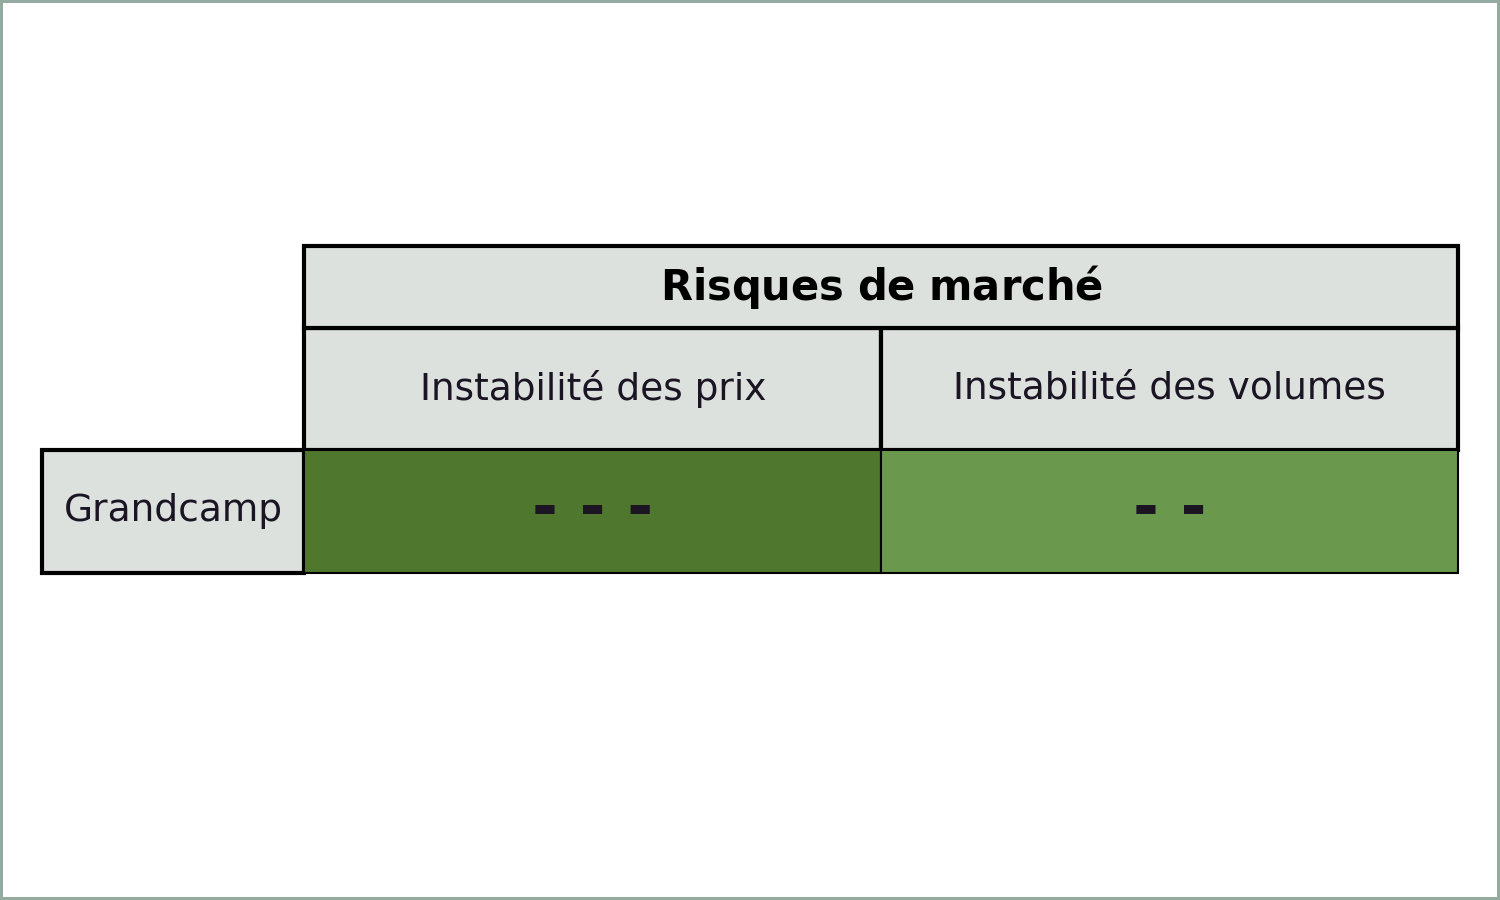 Risques de marché
Instabilité des prix
Instabilité des volumes
Grandcamp
- - -
- -